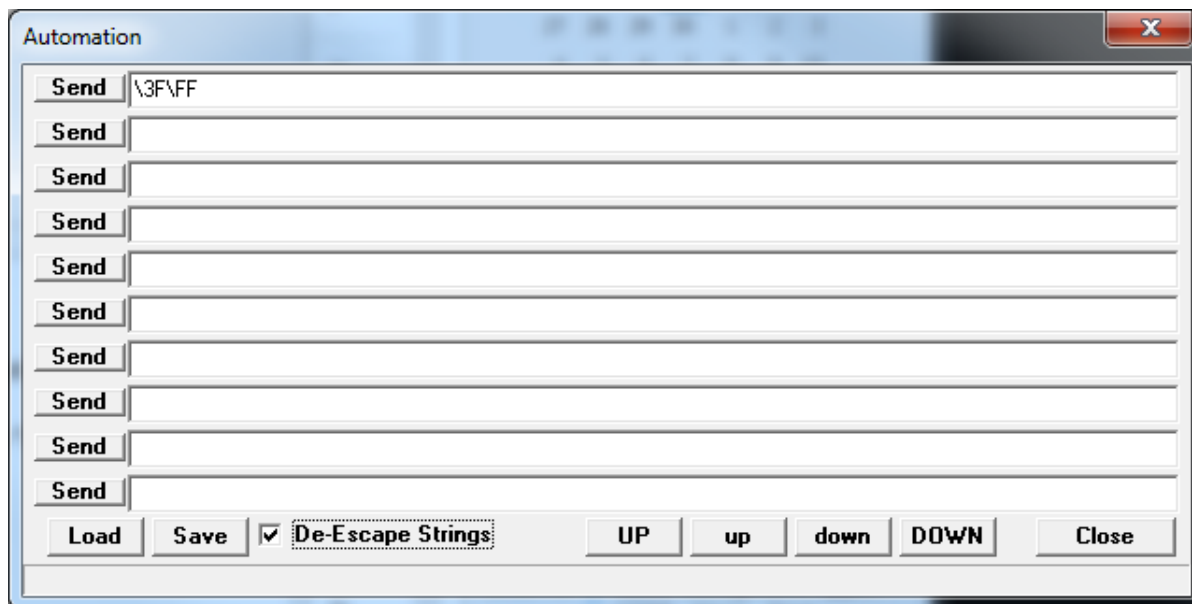 Automation
Send \3F\FF
Send
Send
Send
Send
Send
Send
Send
Send
Send
Load Save De-Escape Strings UP up down DOWN Close